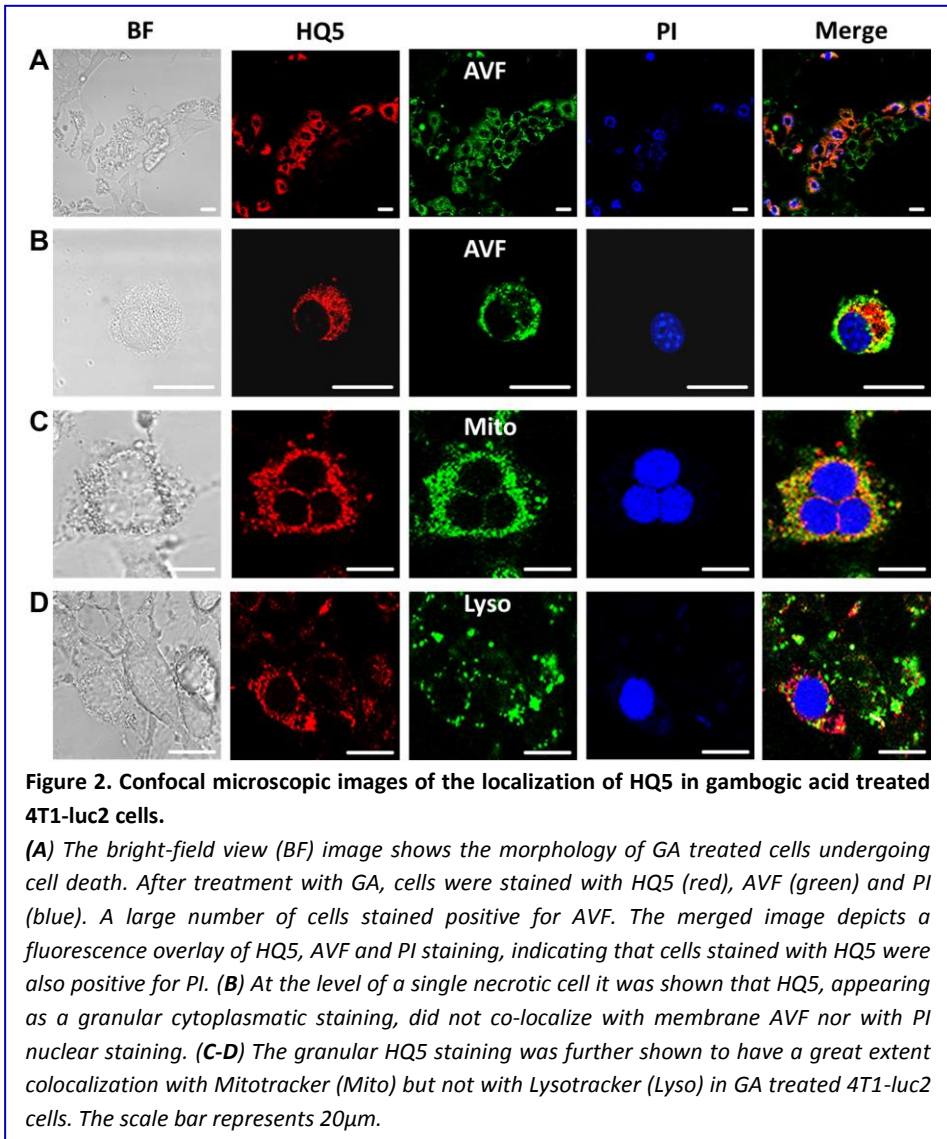 BF HQ5 PI Merge
A AVF
B AVF
C Mito
D Lyso
Figure 2. Confocal microscopic images of the localization of HQ5 in gambogic acid treated
4T1-luc2 cells.
(A) The bright-field view (BF) image shows the morphology of GA treated cells undergoing
cell death. After treatment with GA, cells were stained with HQ5 (red), AVF (green) and PI
(blue). A large number of cells stained positive for AVF. The merged image depicts a
fluorescence overlay of HQ5, AVF and PI staining, indicating that cells stained with HQ5 were
also positive for PI. (B) At the level of a single necrotic cell it was shown that HQ5, appearing
as a granular cytoplasmatic staining, did not co-localize with membrane AVF nor with PI
nuclear staining. (C-D) The granular HQ5 staining was further shown to have a great extent
colocalization with Mitotracker (Mito) but not with Lysotracker (Lyso) in GA treated 4T1-luc2
cells. The scale bar represents 20μm.